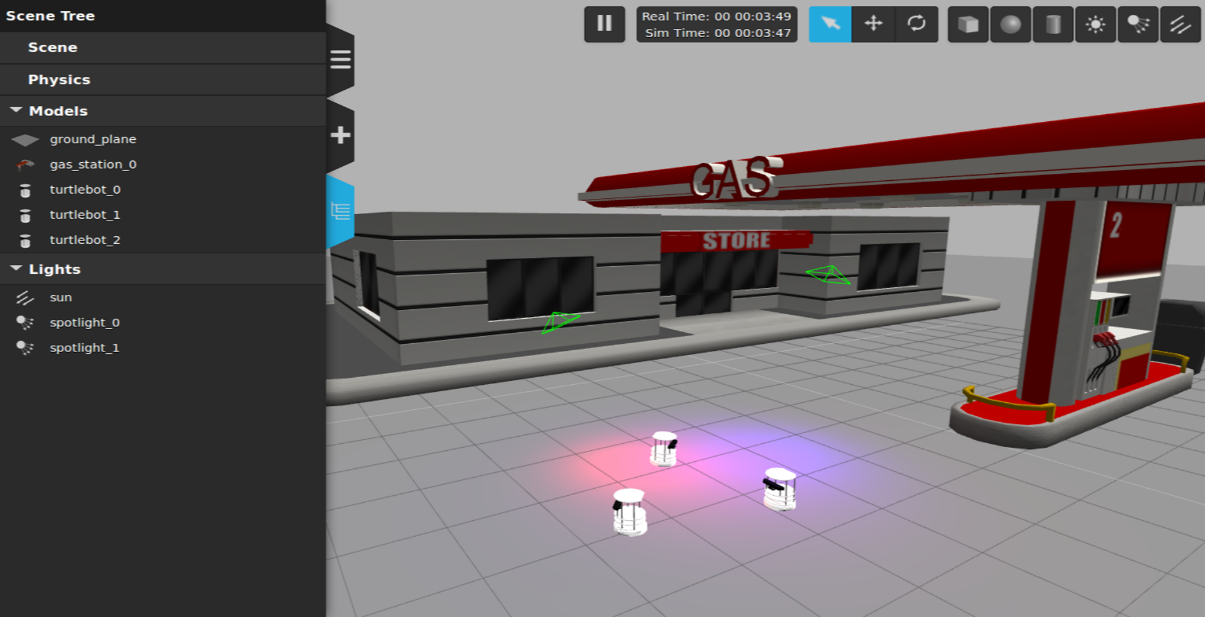 Scene Tree
Scene
Physics
Models
ground_plane
gas_station_0
turtlebot_0
turtlebot_1
turtlebot_2
Lights
sun
spotlight_0
spotlight_1
Real Time: 00 00:03:49
Sim Time: 00 00:03:47
GAS
STORE
2